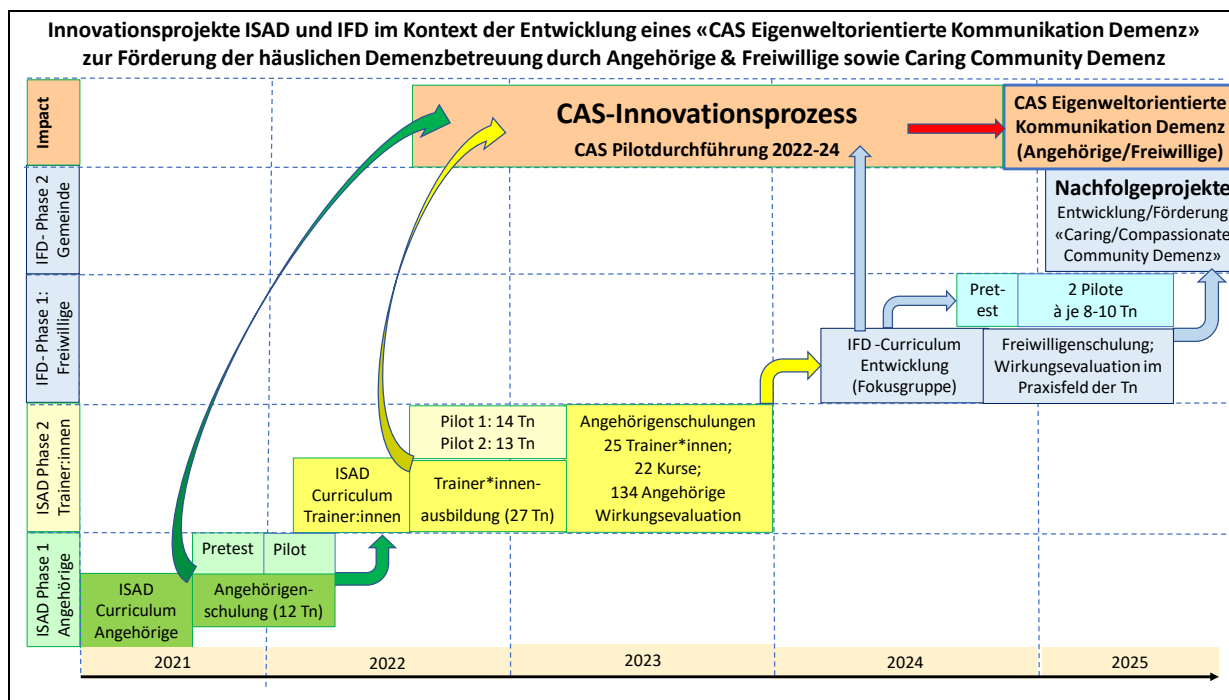 Innovationsprojekte ISAD und IFD im Kontext der Entwicklung eines «CAS Eigenweltorientierte Kommunikation Demenz»
zur Förderung der häuslichen Demenzbetreuung durch Angehörige & Freiwillige sowie Caring Community Demenz
Impact
CAS-Innovationsprozess
CAS Pilotdurchführung 2022-24
CAS Eigenweltorientierte
Kommunikation Demenz
(Angehörige/Freiwillige)
IFD- Phase 2
Gemeinde
Nachfolgeprojekte
Entwicklung/Förderung
«Caring/Compassionate
Community Demenz»
IFD- Phase 1:
Freiwillige
Pret-
est
2 Pilote
à je 8-10 Tn
IFD -Curriculum
Entwicklung
(Fokusgruppe)
Freiwilligenschulung;
Wirkungsevaluation im
Praxisfeld der Tn
ISAD Phase 2
Trainer:innen
ISAD
Curriculum
Trainer:innen
Pilot 1: 14 Tn
Pilot 2: 13 Tn
Trainer*innen-
ausbildung (27 Tn)
Angehörigenschulungen
25 Trainer*innen;
22 Kurse;
134 Angehörige
Wirkungsevaluation
ISAD Phase 1
Angehörige
ISAD
Curriculum
Angehörige
Pretest
Pilot
Angehörigen-
schulung (12 Tn)
2021
2022
2023
2024
2025